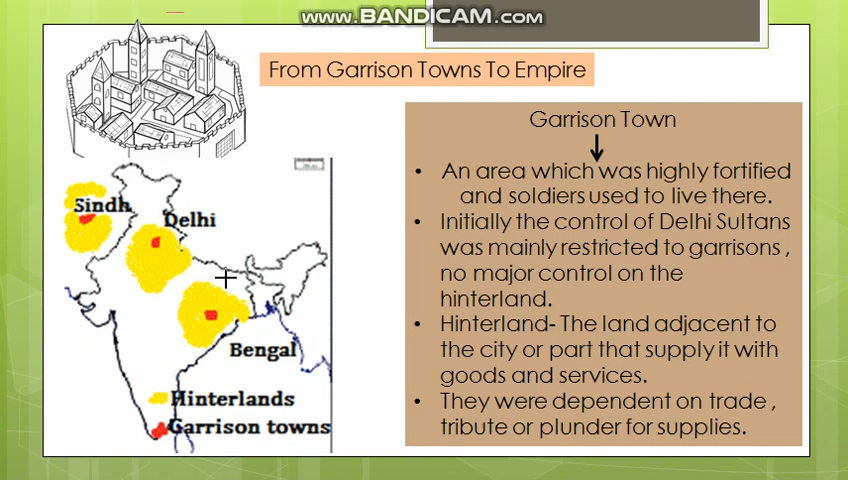 www.BANDICAM.com
From Garrison Towns To Empire
Garrison Town
• An area which was highly fortified
and soldiers used to live there.
• Initially the control of Delhi Sultans
was mainly restricted to garrisons ,
no major control on the
hinterland.
• Hinterland- The land adjacent to
the city or part that supply it with
goods and services.
• They were dependent on trade ,
tribute or plunder for supplies.
Sindh
Delhi
Bengal
Hinterlands
Garrison towns